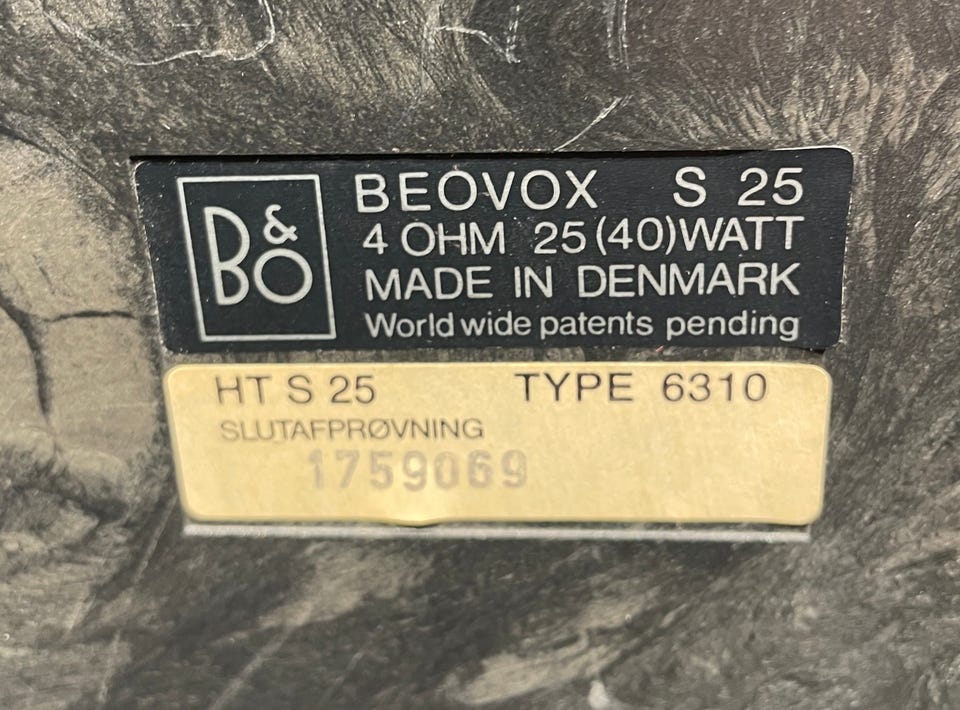 B&O
BEOVOX S 25
4 OHM 25(40)WATT
MADE IN DENMARK
World wide patents pending
HT S 25 TYPE 6310
SLUTAFPRØVNING
1759069